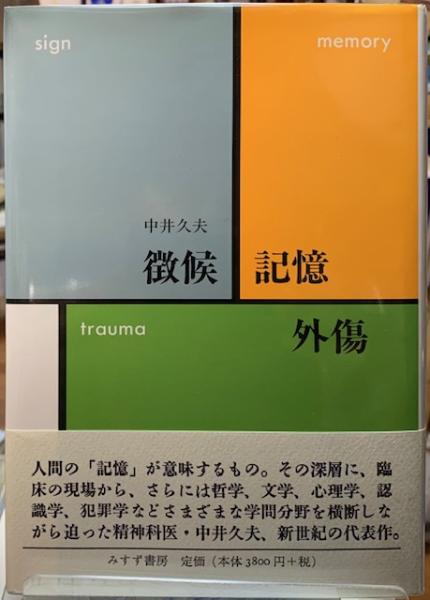 sign
memory
中井久夫
徴候
記憶
trauma
外傷
人間の「記憶」が意味するもの。その深層に、臨
床の現場から、さらには哲学、文学、心理学、認
識学、犯罪学などさまざまな学問分野を横断しな
がら迫った精神科医・中井久夫、新世紀の代表作。
みすず書房 定価(本体3800円+税)